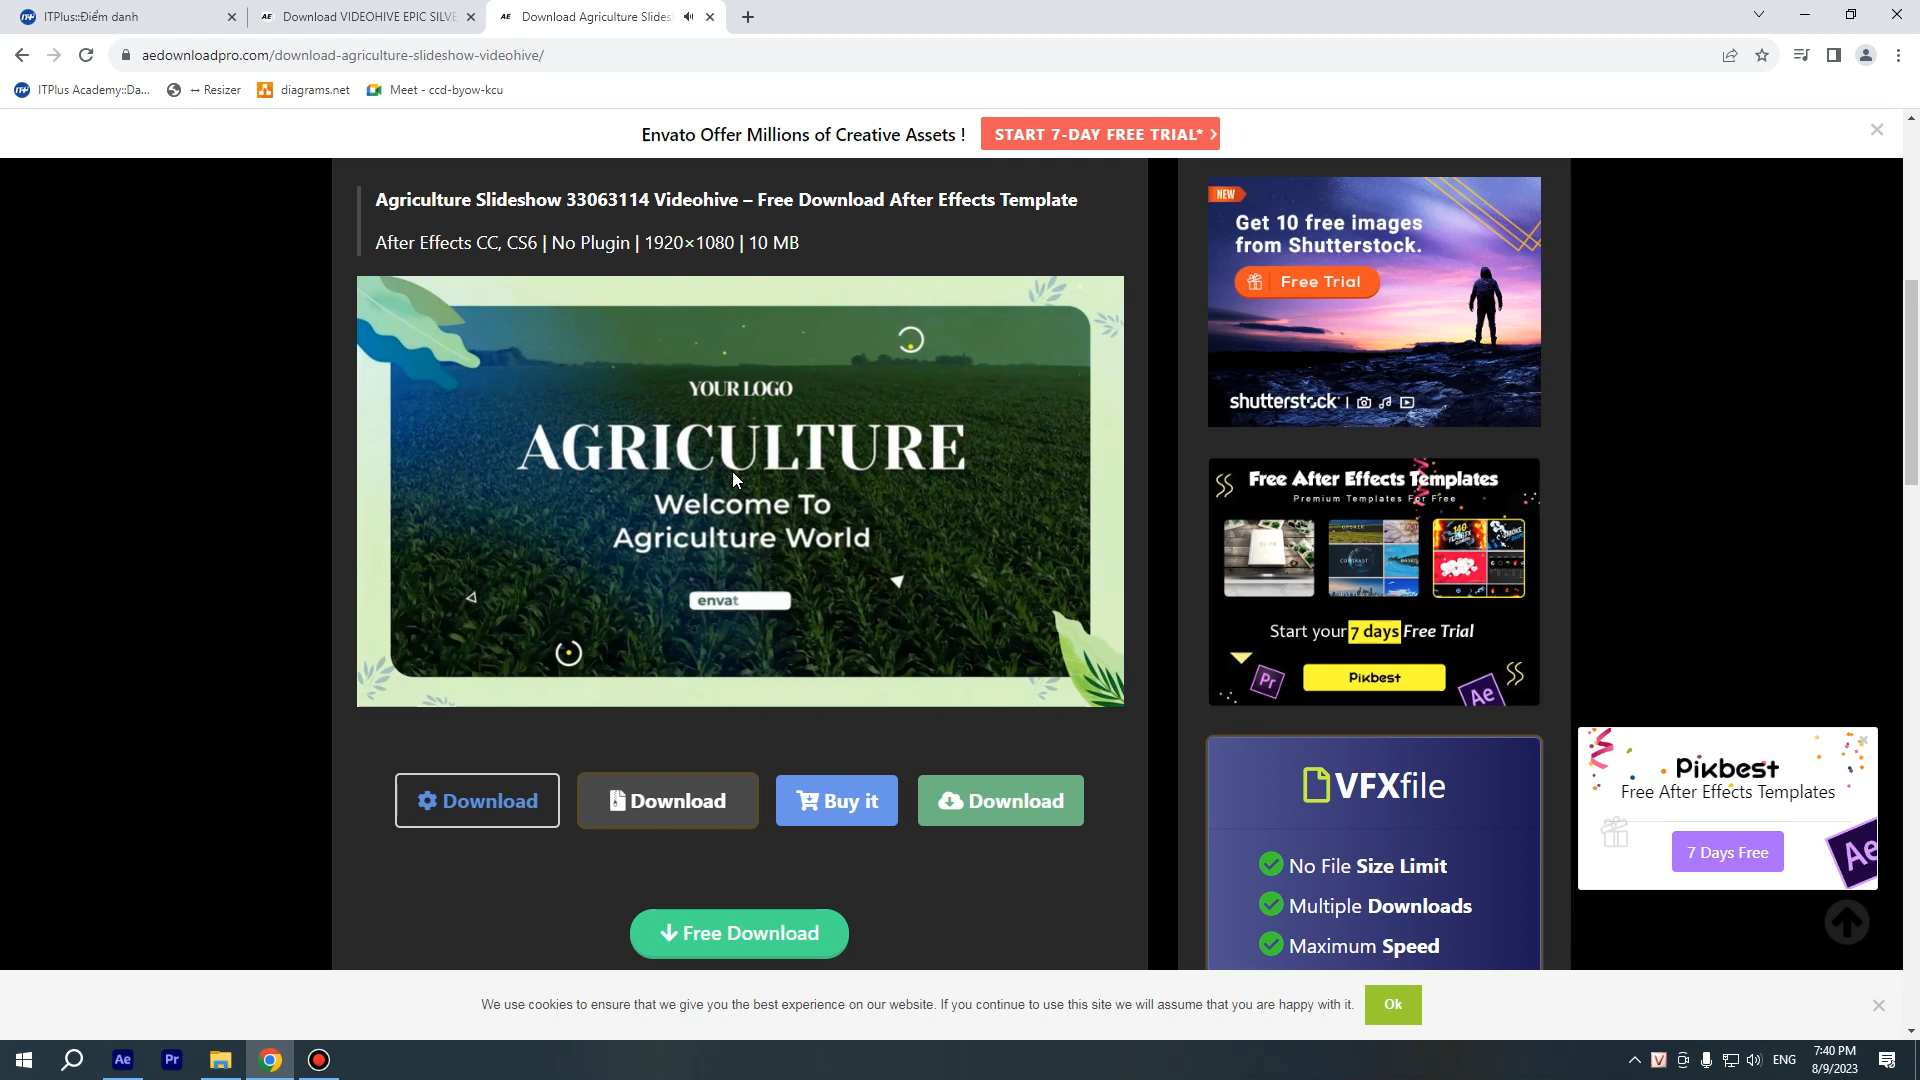 ITPlus::Điểm danh
Download VIDEOHIVE EPIC SILVE
Download Agriculture Slides
aedownloadpro.com/download-agriculture-slideshow-videohive/
ITPlus Academy::Da...
↔ Resizer
diagrams.net
Meet - ccd-byow-kcu
Envato Offer Millions of Creative Assets !
START 7-DAY FREE TRIAL* >
Agriculture Slideshow 33063114 Videohive – Free Download After Effects Template
After Effects CC, CS6 | No Plugin | 1920×1080 | 10 MB
YOUR LOGO
AGRICULTURE
Welcome To
Agriculture World
envat
Download
Download
Buy it
Download
Free Download
NEW
Get 10 free images
from Shutterstock.
Free Trial
shutterstock
Free After Effects Templates
Premium Templates For Free
Start your 7 days Free Trial
Pikbest
Pr
Ae
VFXfile
No File Size Limit
Multiple Downloads
Maximum Speed
Pikbest
Free After Effects Templates
7 Days Free
Ae
We use cookies to ensure that we give you the best experience on our website. If you continue to use this site we will assume that you are happy with it.
Ok
Ae
Pr
ENG
7:40 PM
8/9/2023